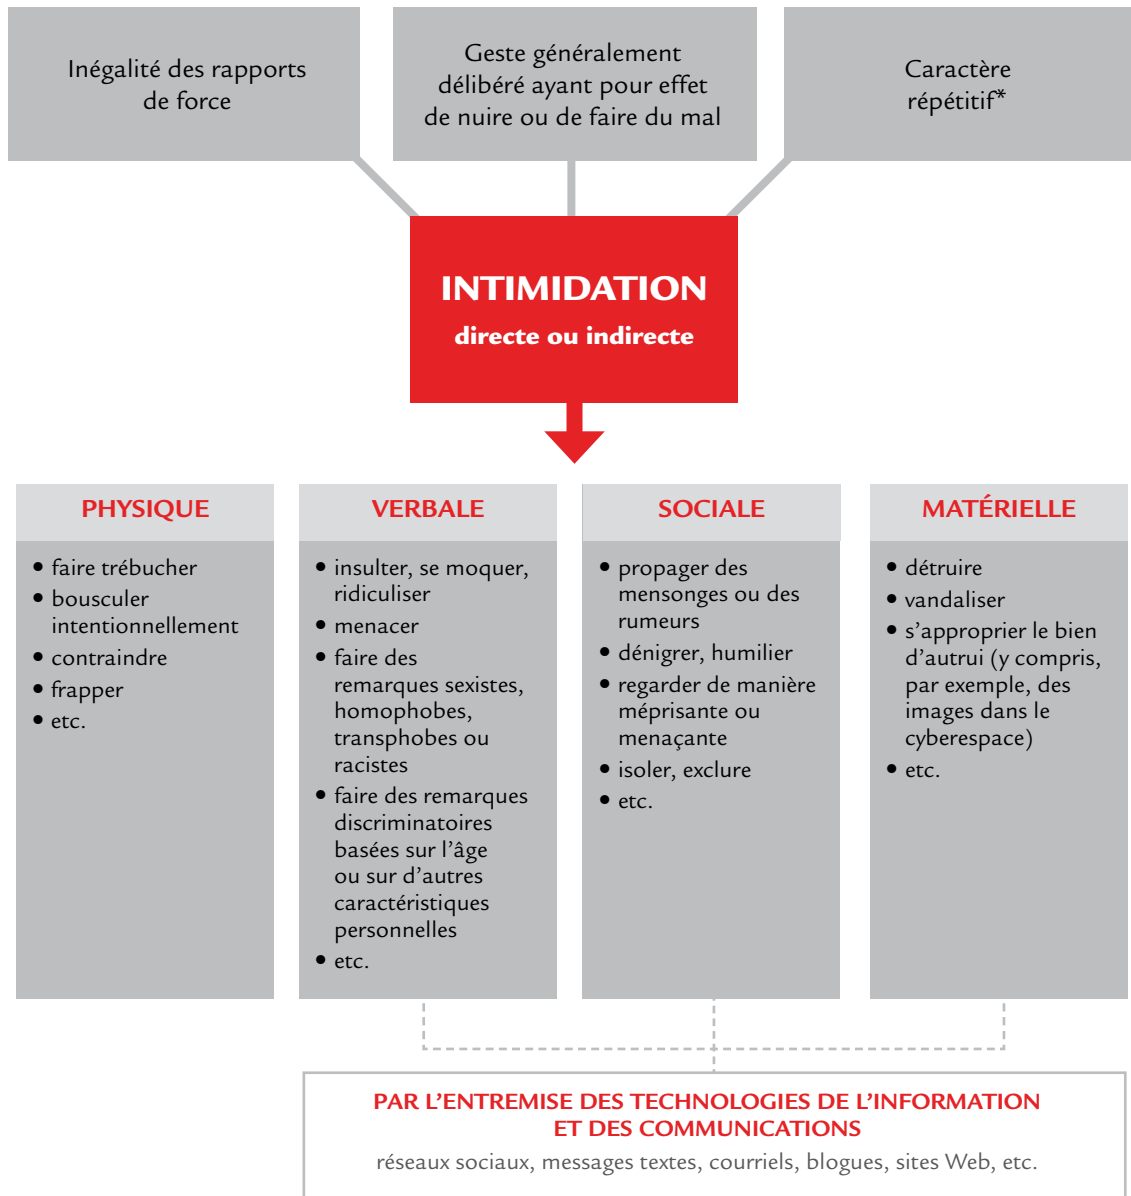 Inégalité des rapports
de force
Geste généralement
délibéré ayant pour effet
de nuire ou de faire du mal
Caractère
répétitif*
INTIMIDATION
directe ou indirecte
PHYSIQUE
• faire trébucher
• bousculer
intentionnellement
• contraindre
• frapper
• etc.
VERBALE
• insulter, se moquer,
ridiculiser
• menacer
• faire des
remarques sexistes,
homophobes,
transphobes ou
racistes
• faire des remarques
discriminatoires
basées sur l’âge
ou sur d’autres
caractéristiques
personnelles
• etc.
SOCIALE
• propager des
mensonges ou des
rumeurs
• dénigrer, humilier
• regarder de manière
méprisante ou
menaçante
• isoler, exclure
• etc.
MATÉRIELLE
• détruire
• vandaliser
• s’approprier le bien
d’autrui (y compris,
par exemple, des
images dans le
cyberespace)
• etc.
PAR L’ENTREMISE DES TECHNOLOGIES DE L’INFORMATION
ET DES COMMUNICATIONS
réseaux sociaux, messages textes, courriels, blogues, sites Web, etc.